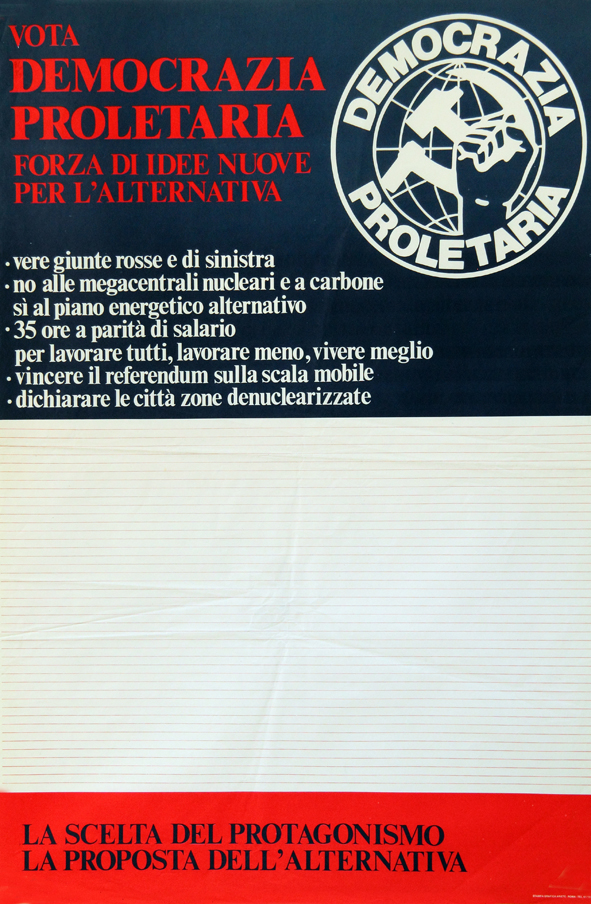 VOTA
DEMOCRAZIA
PROLETARIA
FORZA DI IDEE NUOVE
PER L'ALTERNATIVA
DEMOCRAZIA
PROLETARIA
· vere giunte rosse e di sinistra
· no alle megacentrali nucleari e a carbone
sì al piano energetico alternativo
· 35 ore a parità di salario
per lavorare tutti, lavorare meno, vivere meglio
· vincere il referendum sulla scala mobile
· dichiarare le città zone denuclearizzate
LA SCELTA DEL PROTAGONISMO
LA PROPOSTA DELL'ALTERNATIVA